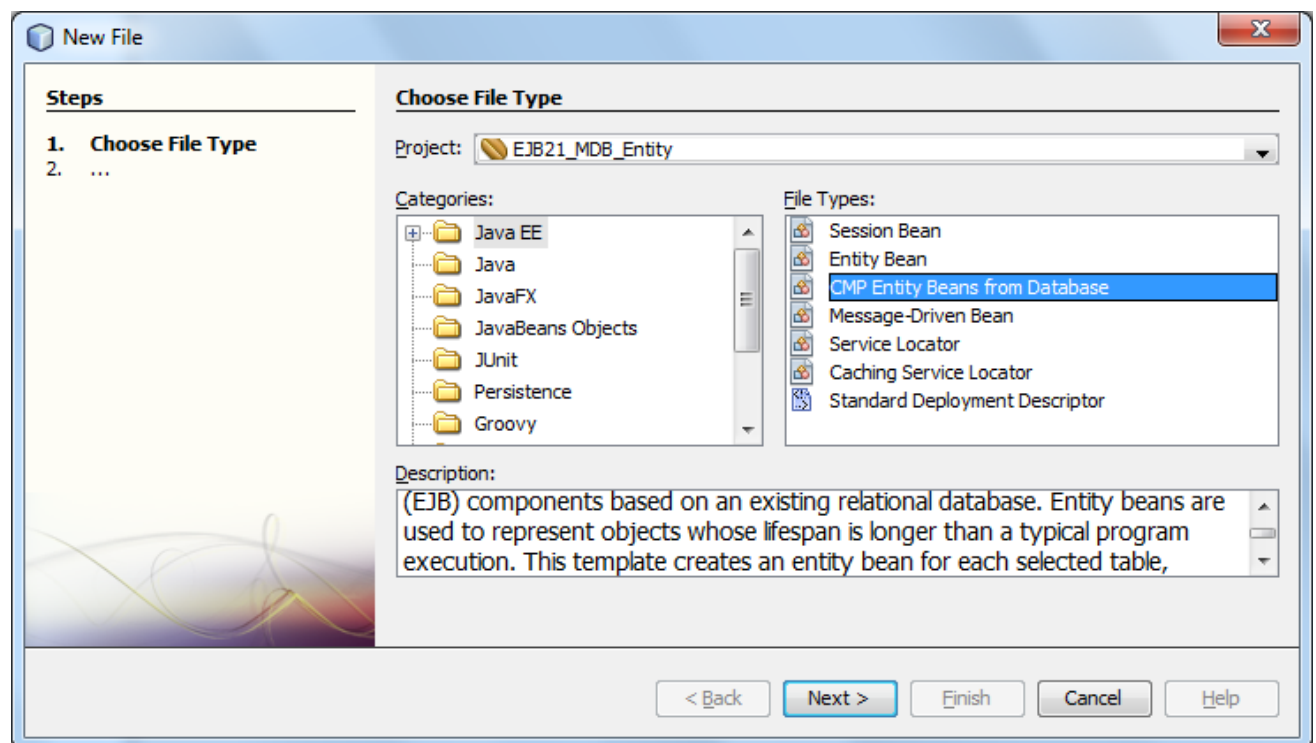 New File
Steps
1. Choose File Type
2. ...
Choose File Type
Project: EJB21_MDB_Entity
Categories:
Java EE
Java
JavaFX
JavaBeans Objects
JUnit
Persistence
Groovy
File Types:
Session Bean
Entity Bean
CMP Entity Beans from Database
Message-Driven Bean
Service Locator
Caching Service Locator
Standard Deployment Descriptor
Description:
(EJB) components based on an existing relational database. Entity beans are
used to represent objects whose lifespan is longer than a typical program
execution. This template creates an entity bean for each selected table,
< Back Next > Finish Cancel Help